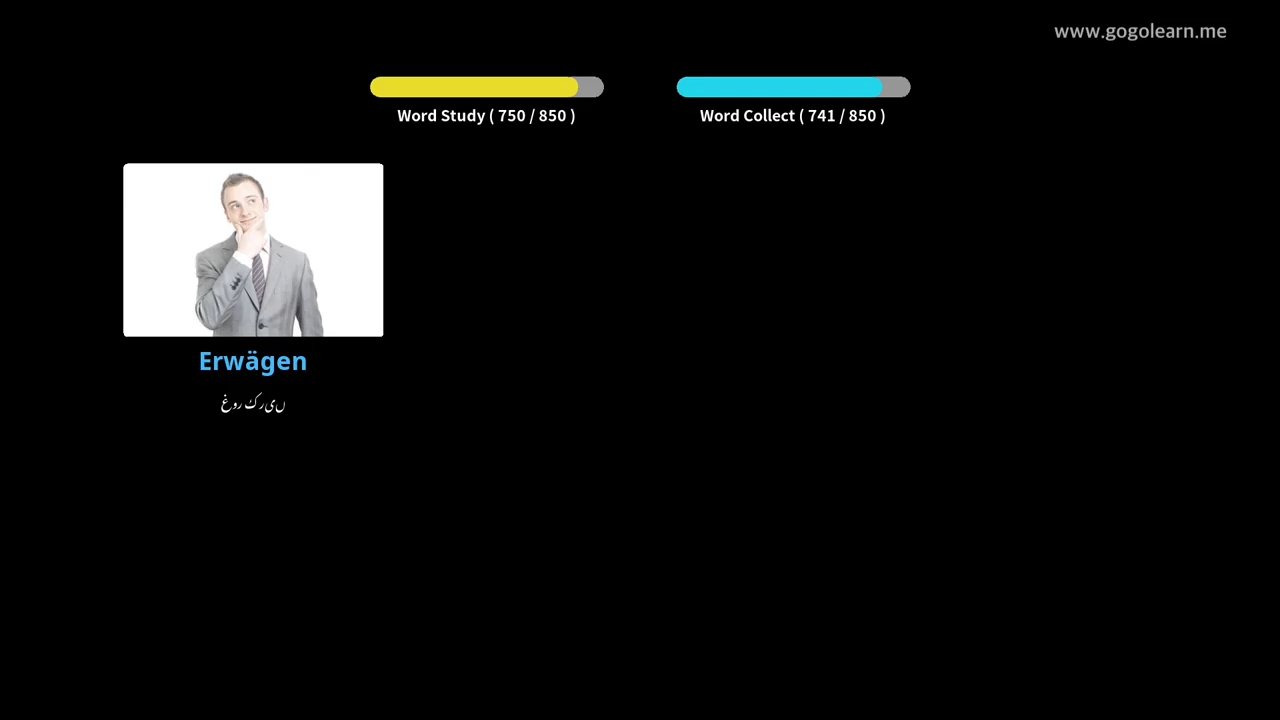 www.gogolearn.me
Word Study ( 750 / 850 )
Word Collect ( 741 / 850 )
Erwägen
غور کریں